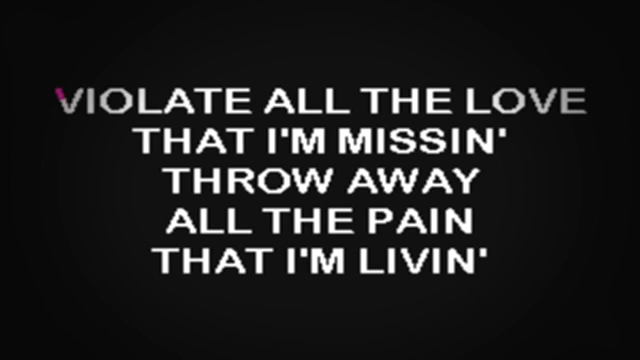 VIOLATE ALL THE LOVE
THAT I'M MISSIN'
THROW AWAY
ALL THE PAIN
THAT I'M LIVIN'